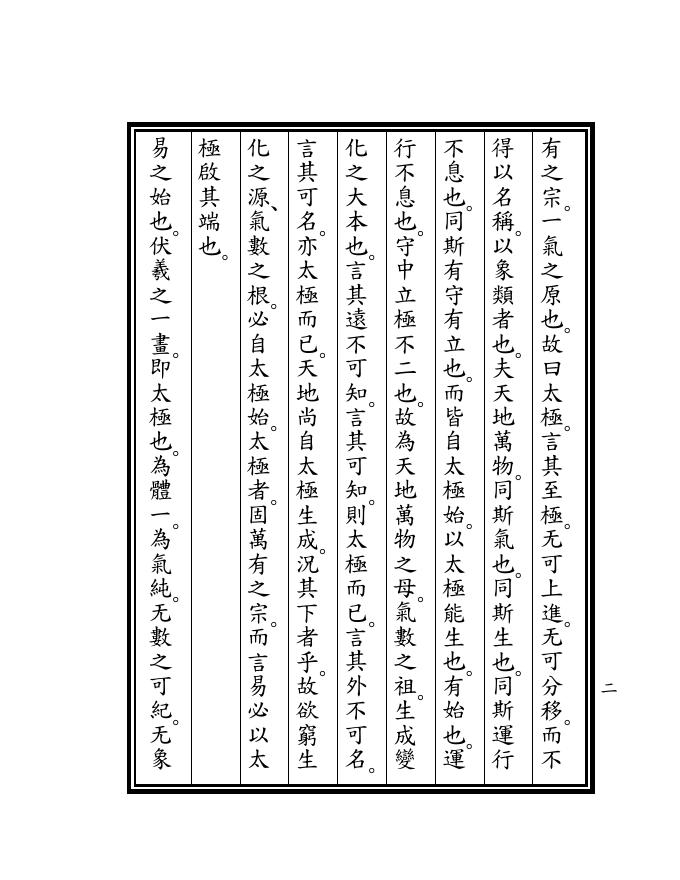 有之宗。一氣之原也。故曰太極。言其至極。无可上進。无可分移。而不
得以名稱。以象類者也。夫天地萬物。同斯氣也。同斯生也。同斯運行
不息也。同斯有守有立也。而皆自太極始。以太極能生也。有始也。運
行不息也。守中立極不二也。故為天地萬物之母。氣數之祖。生成變
化之大本也。言其遠不可知。言其可知。則太極而已。言其外不可名。
言其可名。亦太極而已。天地尚自太極生成。況其下者乎。故欲窮生
化之源、氣數之根。必自太極始。太極者。固萬有之宗。而言易必以太
極啟其端也。
易之始也。伏羲之一畫。即太極也。為體一。為氣純。无數之可紀。无象
二